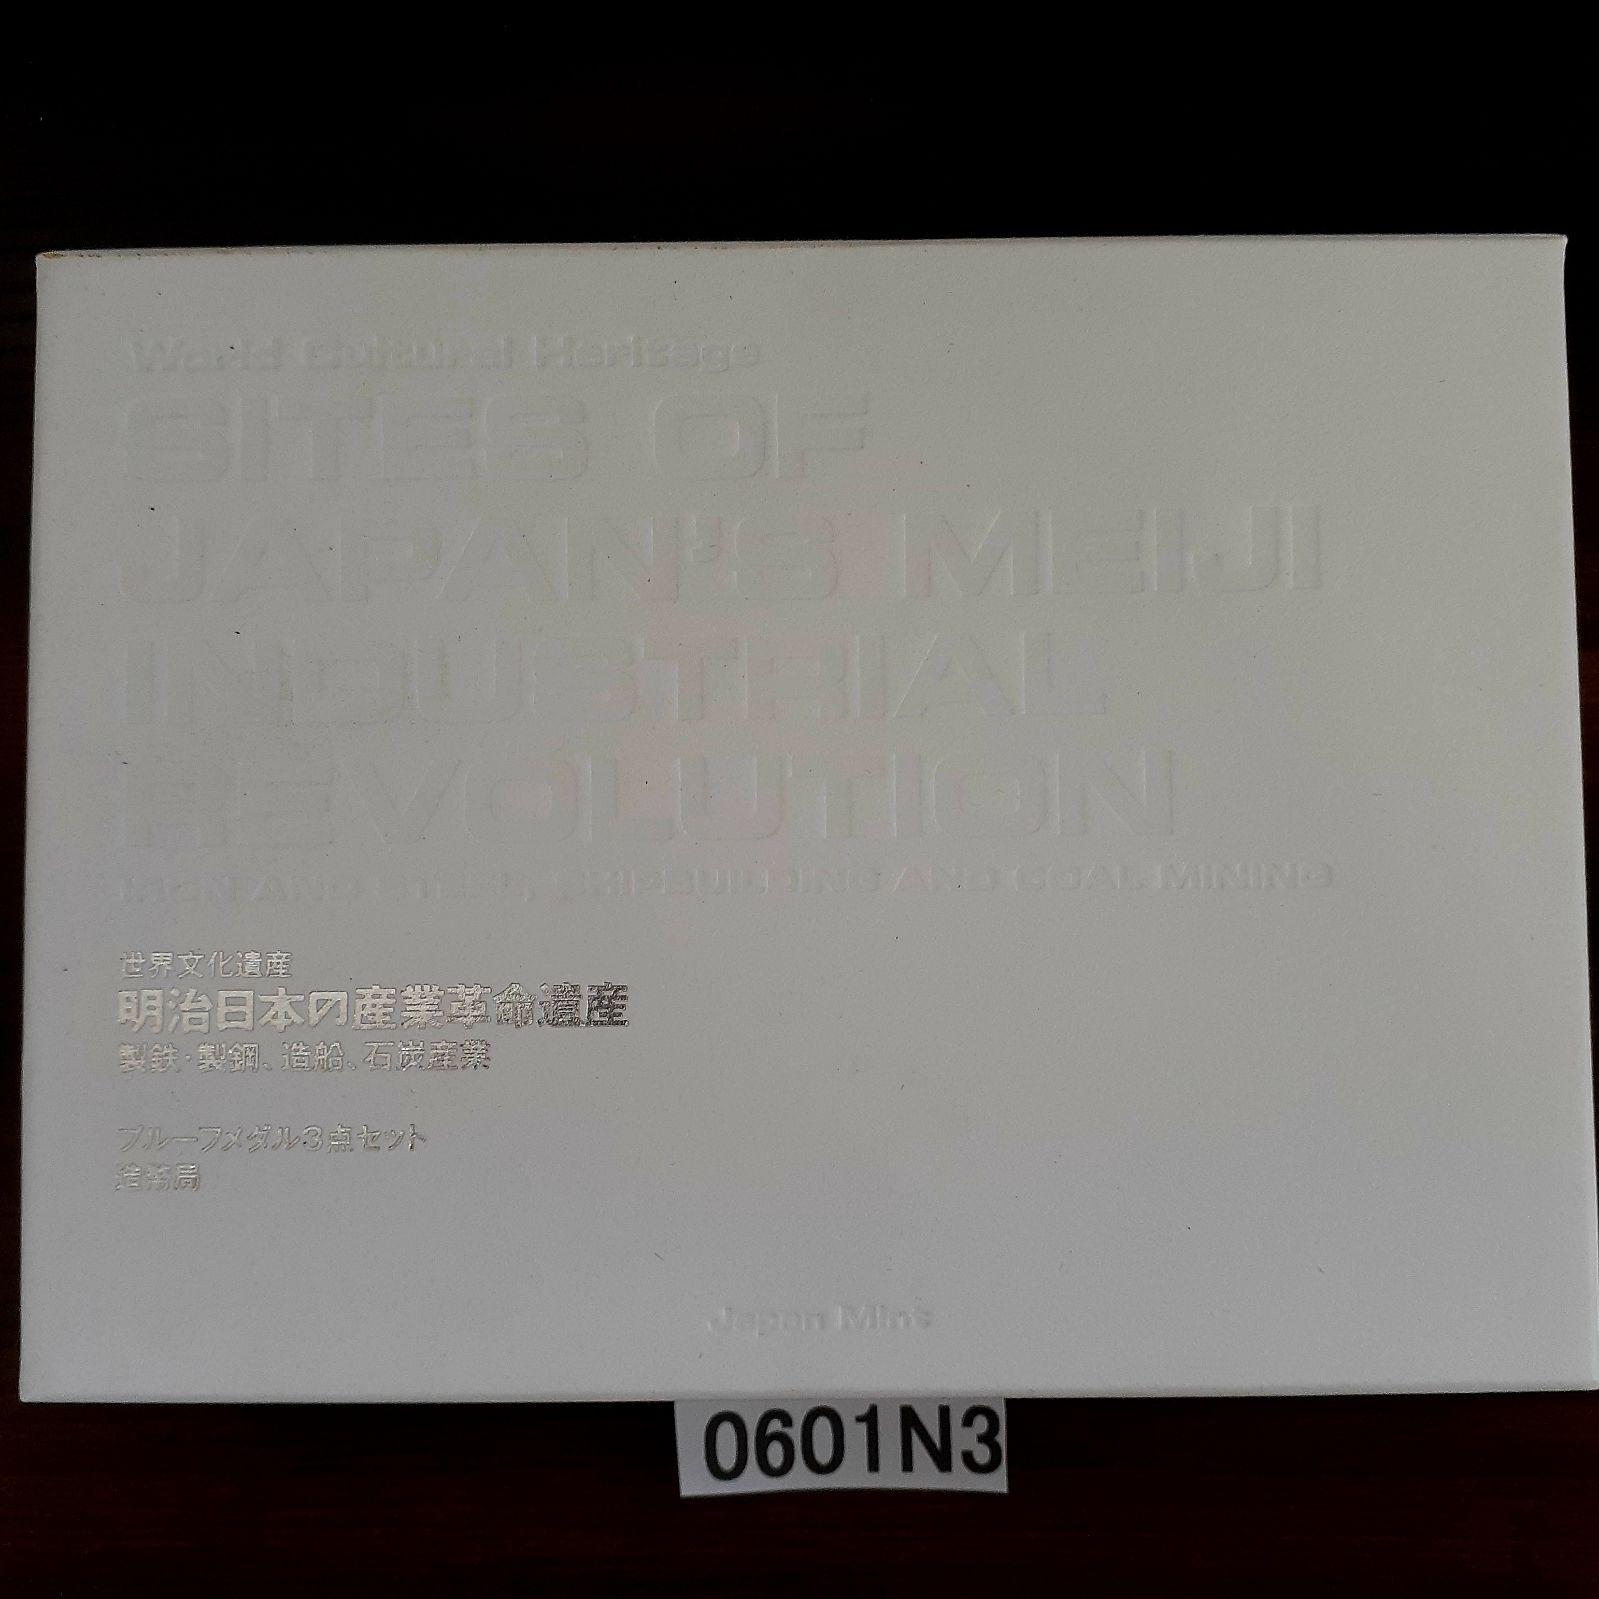 World Cultural Heritage
SITES OF
JAPAN'S MEIJI
INDUSTRIAL
REVOLUTION
IRON AND STEEL, SHIPBUILDING AND COAL MINING
世界文化遺産
明治日本の産業革命遺産
製鉄・製鋼、造船、石炭産業
プルーフメダル3点セット
造幣局
Japan Mint
0601N3